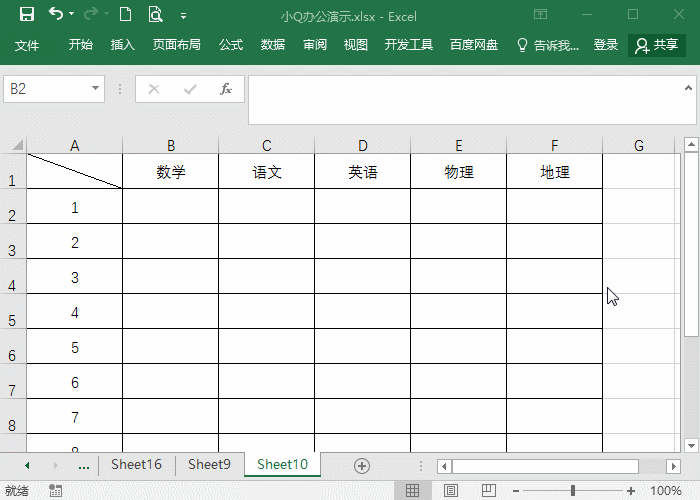 小Q办公演示.xlsx - Excel
文件 开始 插入 页面布局 公式 数据 审阅 视图 开发工具 百度网盘 告诉我... 登录 共享
B2 fx
A B C D E F G
1 数学 语文 英语 物理 地理
2 1
3 2
4 3
5 4
6 5
7 6
8 7
... Sheet16 Sheet9 Sheet10
就绪 100%